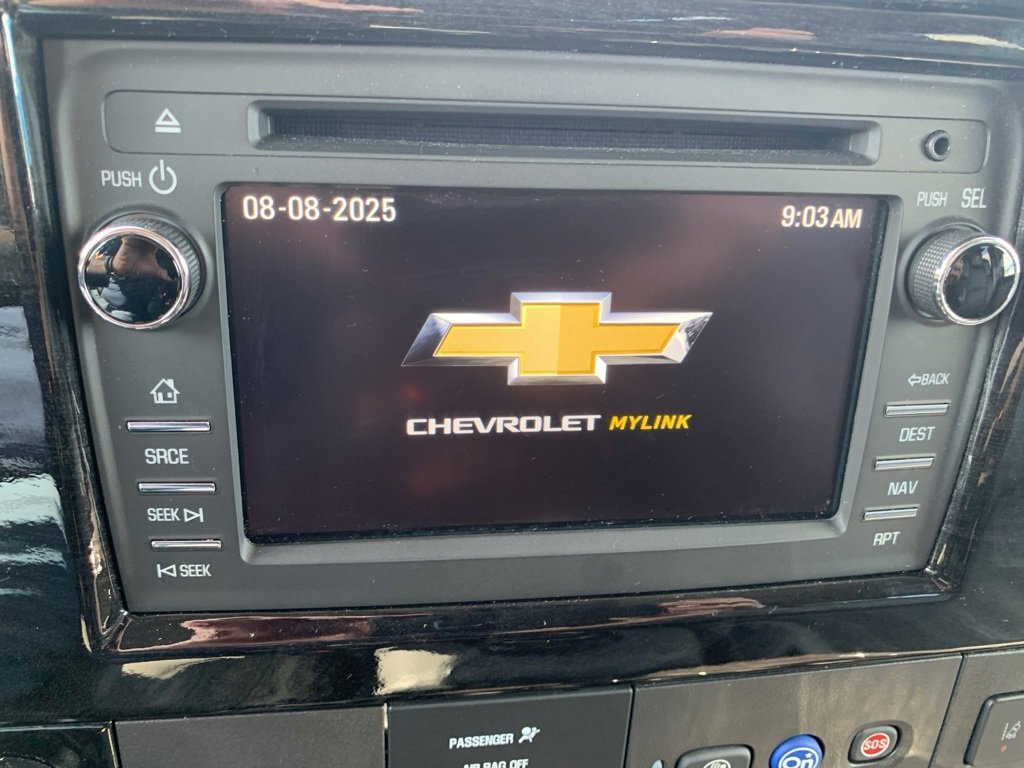 PUSH
PUSH SEL
08-08-2025
9:03 AM
CHEVROLET MYLINK
SRCE
SEEK
SEEK
BACK
DEST
NAV
RPT
PASSENGER
AIR BAG OFF
On
SOS